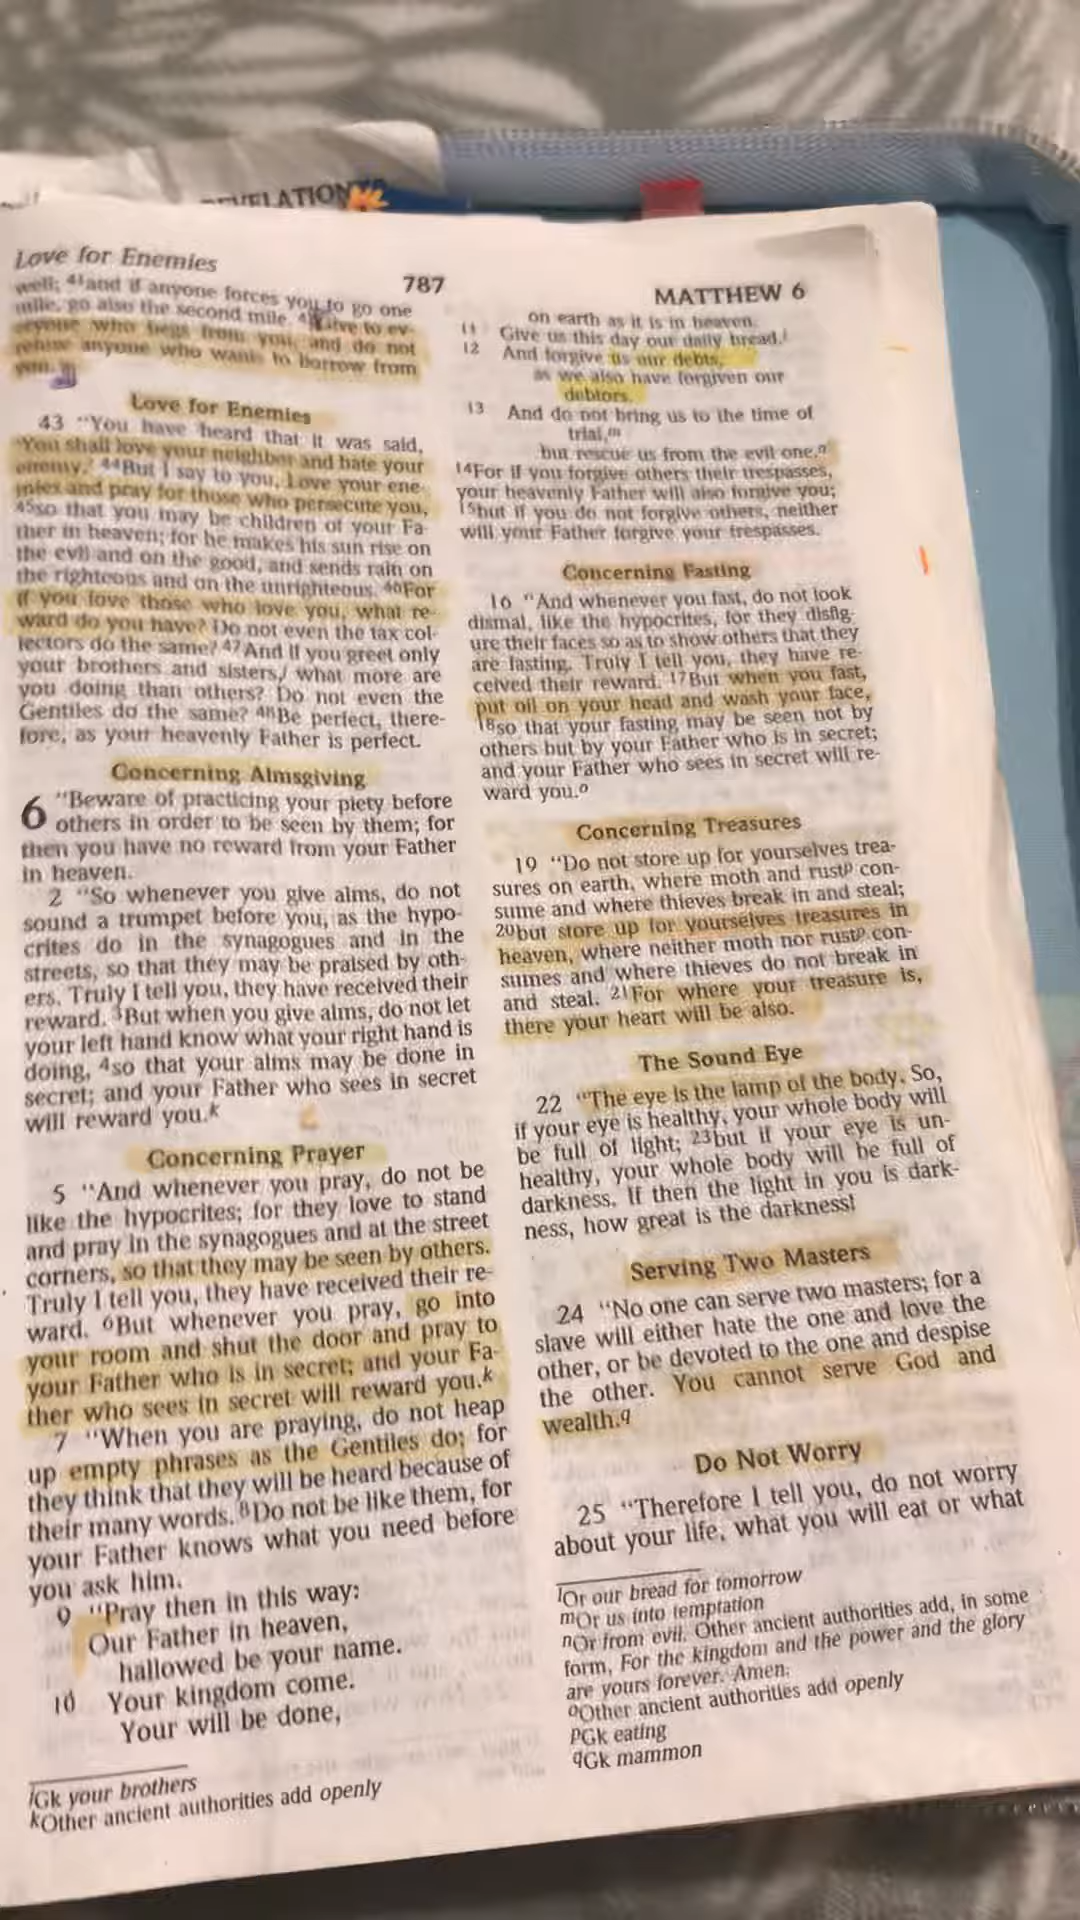 REVELATION
Love for Enemies
787
MATTHEW 6
well; 41and if anyone forces you to go one
mile, go also the second mile. 42Give to ev-
eryone who begs from you, and do not
refuse anyone who wants to borrow from
you.
Love for Enemies
43 "You have heard that it was said,
'You shall love your neighbor and hate your
enemy.' 44But I say to you, Love your ene-
mies and pray for those who persecute you,
45so that you may be children of your Fa-
ther in heaven; for he makes his sun rise on
the evil and on the good, and sends rain on
the righteous and on the unrighteous. 46For
if you love those who love you, what re-
ward do you have? Do not even the tax col-
lectors do the same? 47And if you greet only
your brothers and sisters,j what more are
you doing than others? Do not even the
Gentiles do the same? 48Be perfect, there-
fore, as your heavenly Father is perfect.
Concerning Almsgiving
6 "Beware of practicing your piety before
others in order to be seen by them; for
then you have no reward from your Father
in heaven.
2 "So whenever you give alms, do not
sound a trumpet before you, as the hypo-
crites do in the synagogues and in the
streets, so that they may be praised by oth-
ers. Truly I tell you, they have received their
reward. 3But when you give alms, do not let
your left hand know what your right hand is
doing, 4so that your alms may be done in
secret; and your Father who sees in secret
will reward you.k
Concerning Prayer
5 "And whenever you pray, do not be
like the hypocrites; for they love to stand
and pray in the synagogues and at the street
corners, so that they may be seen by others.
Truly I tell you, they have received their re-
ward. 6But whenever you pray, go into
your room and shut the door and pray to
your Father who is in secret; and your Fa-
ther who sees in secret will reward you.k
7 "When you are praying, do not heap
up empty phrases as the Gentiles do; for
they think that they will be heard because of
their many words. 8Do not be like them, for
your Father knows what you need before
you ask him.
9 "Pray then in this way:
Our Father in heaven,
hallowed be your name.
10 Your kingdom come.
Your will be done,
jGk your brothers
kOther ancient authorities add openly
on earth as it is in heaven.
11 Give us this day our daily bread.l
12 And forgive us our debts,
as we also have forgiven our
debtors.
13 And do not bring us to the time of
trial,m
but rescue us from the evil one.n
14For if you forgive others their trespasses,
your heavenly Father will also forgive you;
15but if you do not forgive others, neither
will your Father forgive your trespasses.
Concerning Fasting
16 "And whenever you fast, do not look
dismal, like the hypocrites, for they disfig-
ure their faces so as to show others that they
are fasting. Truly I tell you, they have re-
ceived their reward. 17But when you fast,
put oil on your head and wash your face,
18so that your fasting may be seen not by
others but by your Father who is in secret;
and your Father who sees in secret will re-
ward you.o
Concerning Treasures
19 "Do not store up for yourselves trea-
sures on earth, where moth and rustp con-
sume and where thieves break in and steal;
20but store up for yourselves treasures in
heaven, where neither moth nor rustp con-
sumes and where thieves do not break in
and steal. 21For where your treasure is,
there your heart will be also.
The Sound Eye
22 "The eye is the lamp of the body. So,
if your eye is healthy, your whole body will
be full of light; 23but if your eye is un-
healthy, your whole body will be full of
darkness. If then the light in you is dark-
ness, how great is the darkness!
Serving Two Masters
24 "No one can serve two masters; for a
slave will either hate the one and love the
other, or be devoted to the one and despise
the other. You cannot serve God and
wealth.q
Do Not Worry
25 "Therefore I tell you, do not worry
about your life, what you will eat or what
lOr our bread for tomorrow
mOr us into temptation
nOr from evil. Other ancient authorities add, in some
form, For the kingdom and the power and the glory
are yours forever. Amen.
oOther ancient authorities add openly
pGk eating
qGk mammon